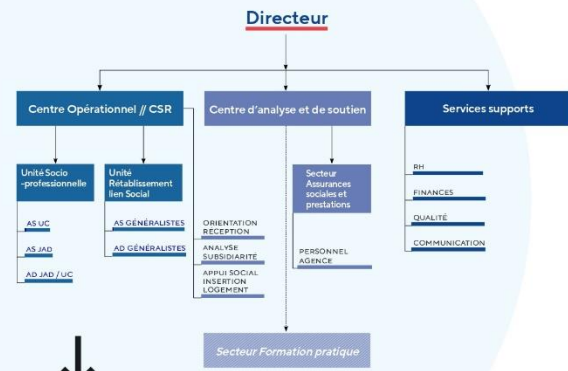 Directeur
Centre Opérationnel // CSR
Centre d'analyse et de soutien
Services supports
Unité Socio
-professionnelle
Unité
Rétablissement
lien Social
Secteur
Assurances
sociales et
prestations
AS UC
AS JAD
AD JAD / UC
AS GÉNÉRALISTES
AD GÉNÉRALISTES
ORIENTATION
RÉCEPTION
ANALYSE
SUBSIDIARITÉ
APPUI SOCIAL
INSERTION
LOGEMENT
PERSONNEL
AGENCE
RH
FINANCES
QUALITÉ
COMMUNICATION
Secteur Formation pratique